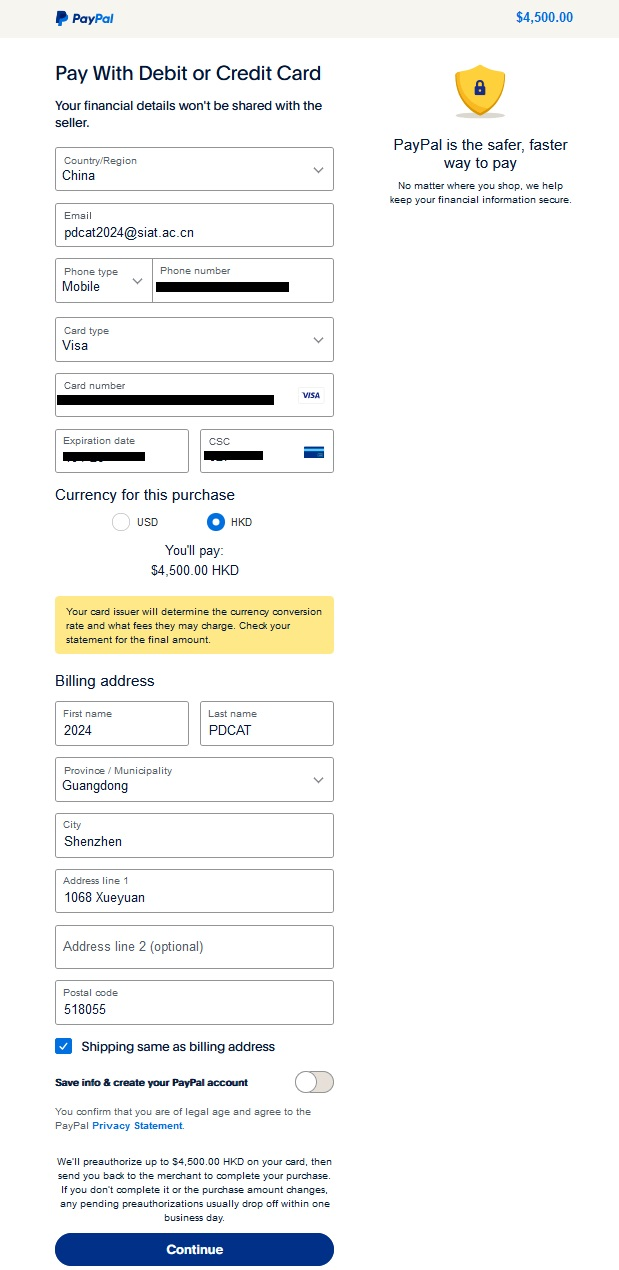 PayPal
$4,500.00
Pay With Debit or Credit Card
Your financial details won't be shared with the
seller.
Country/Region
China
Email
pdcat2024@siat.ac.cn
Phone type
Mobile
Phone number
Card type
Visa
Card number
VISA
Expiration date
CSC
Currency for this purchase
USD
HKD
You'll pay:
$4,500.00 HKD
Your card issuer will determine the currency conversion
rate and what fees they may charge. Check your
statement for the final amount.
Billing address
First name
2024
Last name
PDCAT
Province / Municipality
Guangdong
City
Shenzhen
Address line 1
1068 Xueyuan
Address line 2 (optional)
Postal code
518055
Shipping same as billing address
Save info & create your PayPal account
You confirm that you are of legal age and agree to the
PayPal Privacy Statement.
We'll preauthorize up to $4,500.00 HKD on your card, then
send you back to the merchant to complete your purchase.
If you don't complete it or the purchase amount changes,
any pending preauthorizations usually drop off within one
business day.
Continue
PayPal is the safer, faster
way to pay
No matter where you shop, we help
keep your financial information secure.